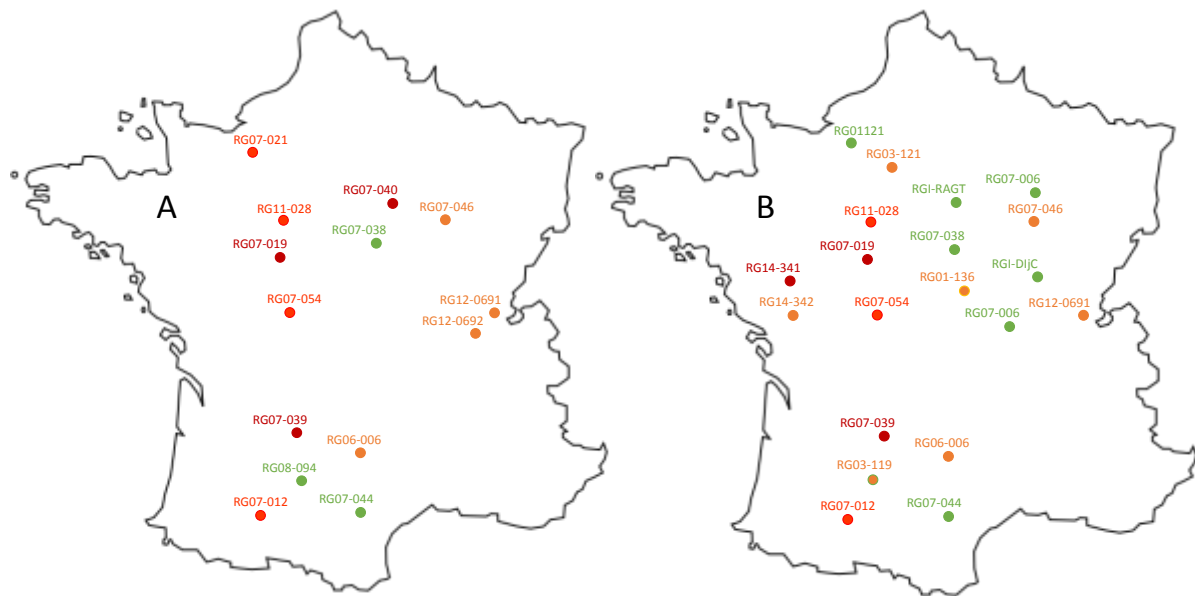 RG07-021
RG07-040
A
RG11-028
RG07-046
RG07-038
RG07-019
RG07-054
RG12-0691
RG12-0692
RG07-039
RG06-006
RG08-094
RG07-044
RG07-012
RG01121
RG03-121
RG07-006
RGI-RAGT
B
RG11-028
RG07-046
RG07-038
RG07-019
RG14-341
RGI-DIjC
RG01-136
RG14-342
RG07-054
RG07-006
RG12-0691
RG07-039
RG06-006
RG03-119
RG07-012
RG07-044